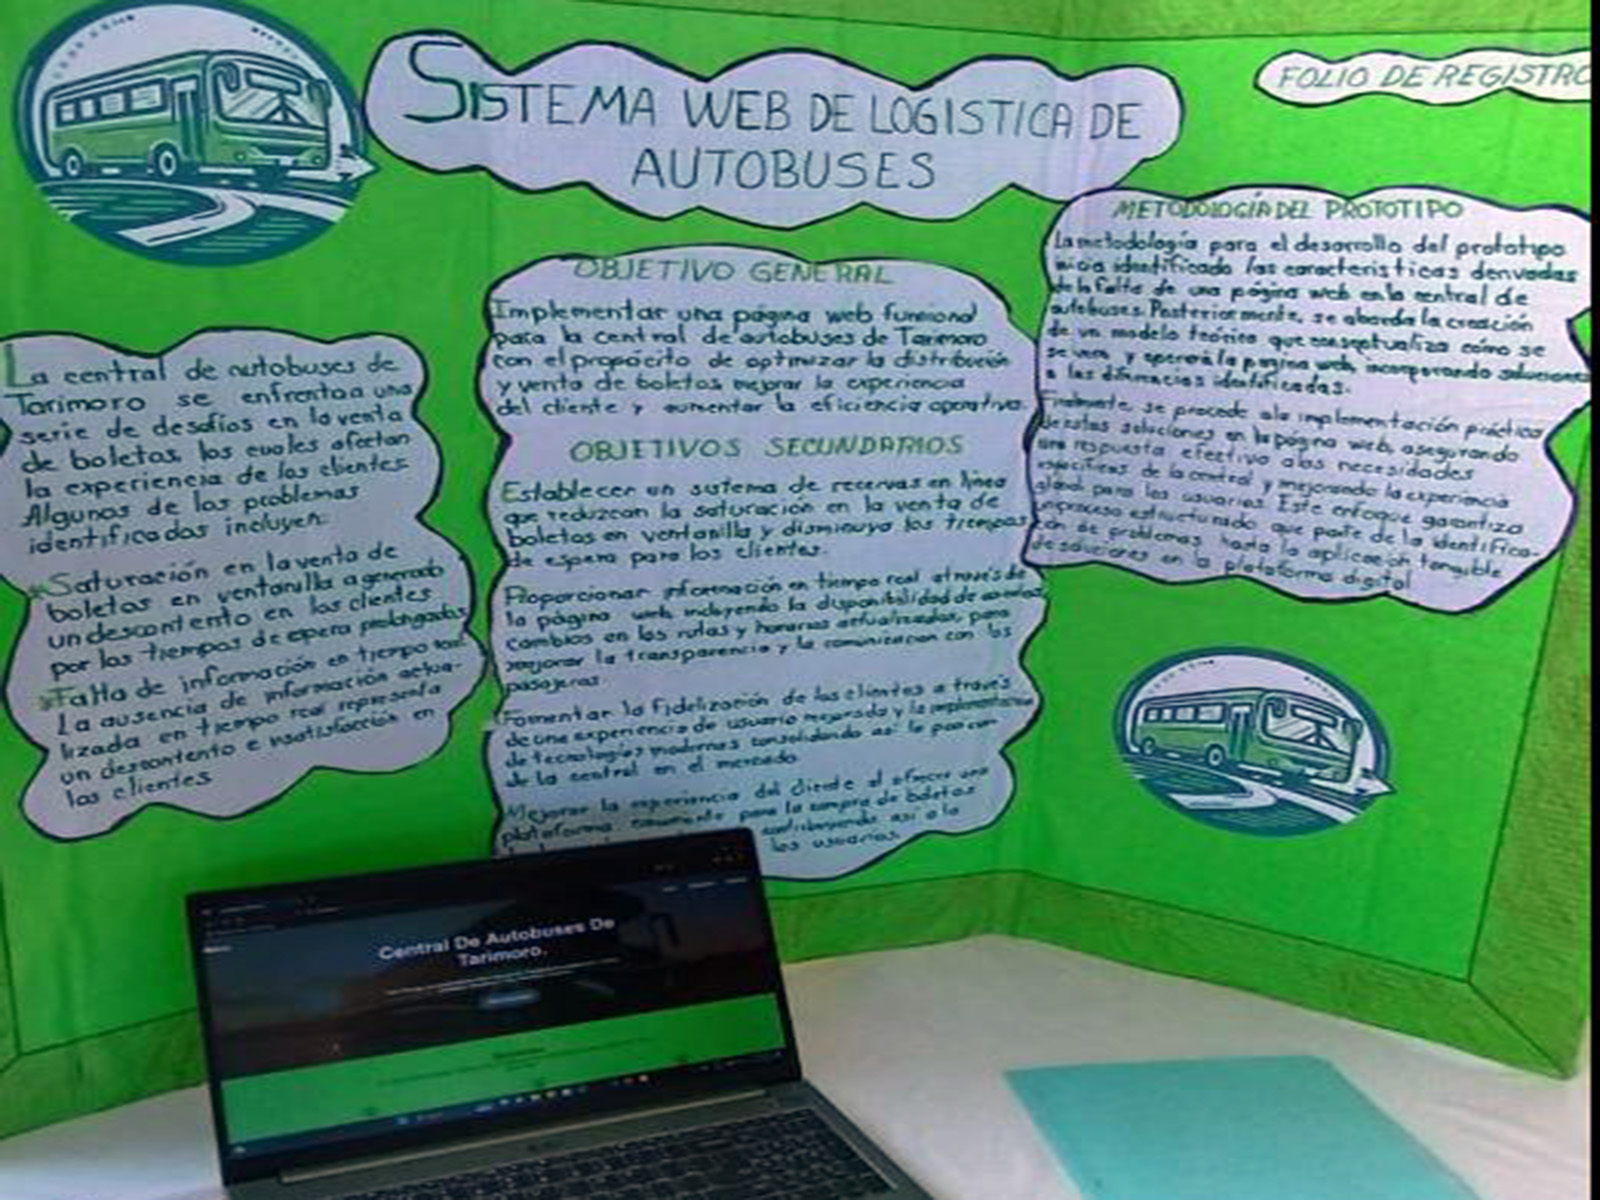 SISTEMA WEB DE LOGISTICA DE
AUTOBUSES
FOLIO DE REGISTRO
La central de autobuses de
Tarimoro se enfrenta a una
serie de desafíos en la venta
de boletos, los cuales afectan
la experiencia de los clientes
Algunos de los problemas
identificados incluyen:
*Saturación en la venta de
boletos en ventanilla a generado
un descontento en los clientes
por los tiempos de espera prolongados
*Falta de información en tiempo real
La ausencia de información actua-
lizada en tiempo real representa
un descontento e insatisfacción en
los clientes
OBJETIVO GENERAL
Implementar una página web funcional
para la central de autobuses de Tarimoro
con el propósito de optimizar la distribución
y venta de boletos mejorar la experiencia
del cliente y aumentar la eficiencia operativa.
OBJETIVOS SECUNDARIOS
Establecer un sistema de reservas en línea
que reduzcan la saturación en la venta de
boletos en ventanilla y disminuya los tiempos
de espera para los clientes.
Proporcionar información en tiempo real através de
la página web incluyendo la disponibilidad de
cambios en las rutas y horarios actualizados, para
mejorar la transparencia y la comunicación con los
pasajeros
Fomentar la fidelización de los clientes a través
de una experiencia de usuario mejorada y la implementación
de tecnologías modernas consolidando así la
de la central en el mercado
Mejorar la experiencia del cliente al ofrecer una
plataforma para la compra de boletos
contribuyendo así a la
los usuarios.
METODOLOGÍA DEL PROTOTIPO
La metodología para el desarrollo del prototipo
inicia identificado las características derivadas
de la falta de una página web en la central de
autobuses. Posteriormente, se aborda la creación
de un modelo teórico que conceptualiza cómo se
se vera y operará la pagina web, incorporando soluciones
a las diferencias identificadas.
Finalmente, se procede a la implementación práctica
de estas soluciones en la página web, asegurando
una respuesta efectiva a las necesidades
específicas de la central y mejorando la experiencia
global para los usuarios. Este enfoque garantiza
un proceso estructurado que parte de la identifica-
ción de problemas hasta la aplicación tangible
de soluciones en la plataforma digital
Central De Autobuses De
Tarimoro.